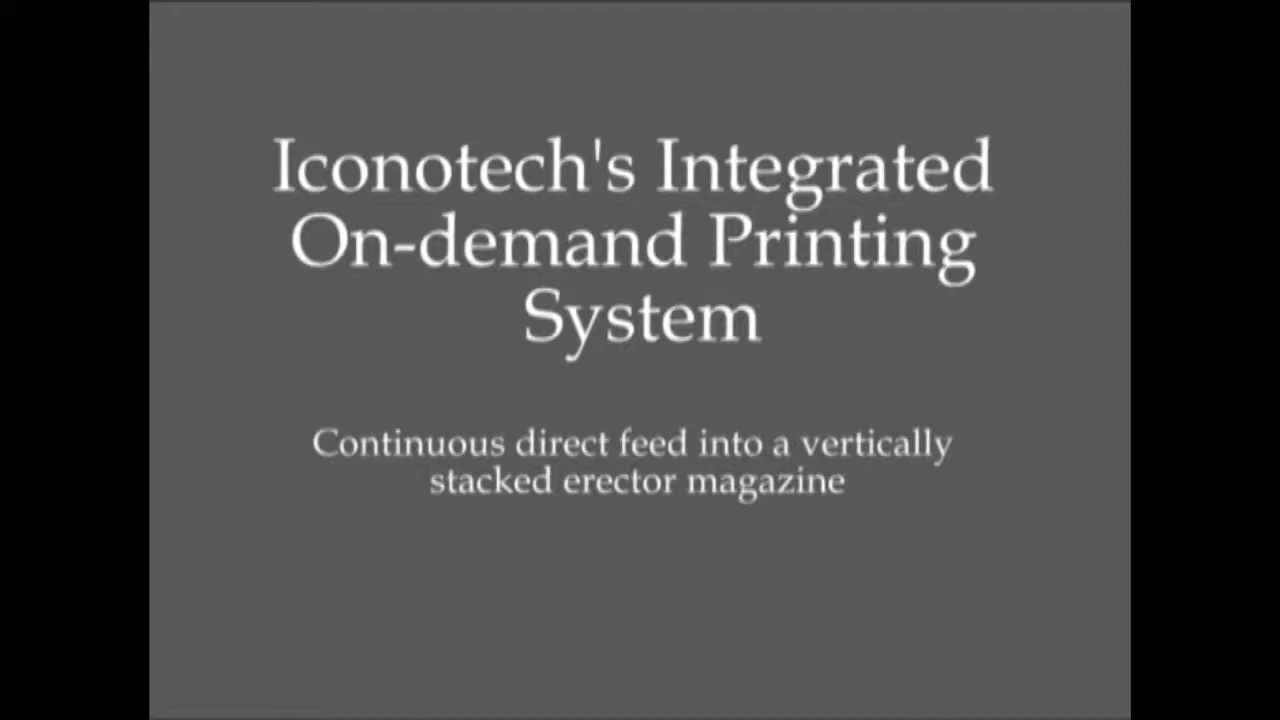 Iconotech's Integrated
On-demand Printing
System
Continuous direct feed into a vertically
stacked erector magazine